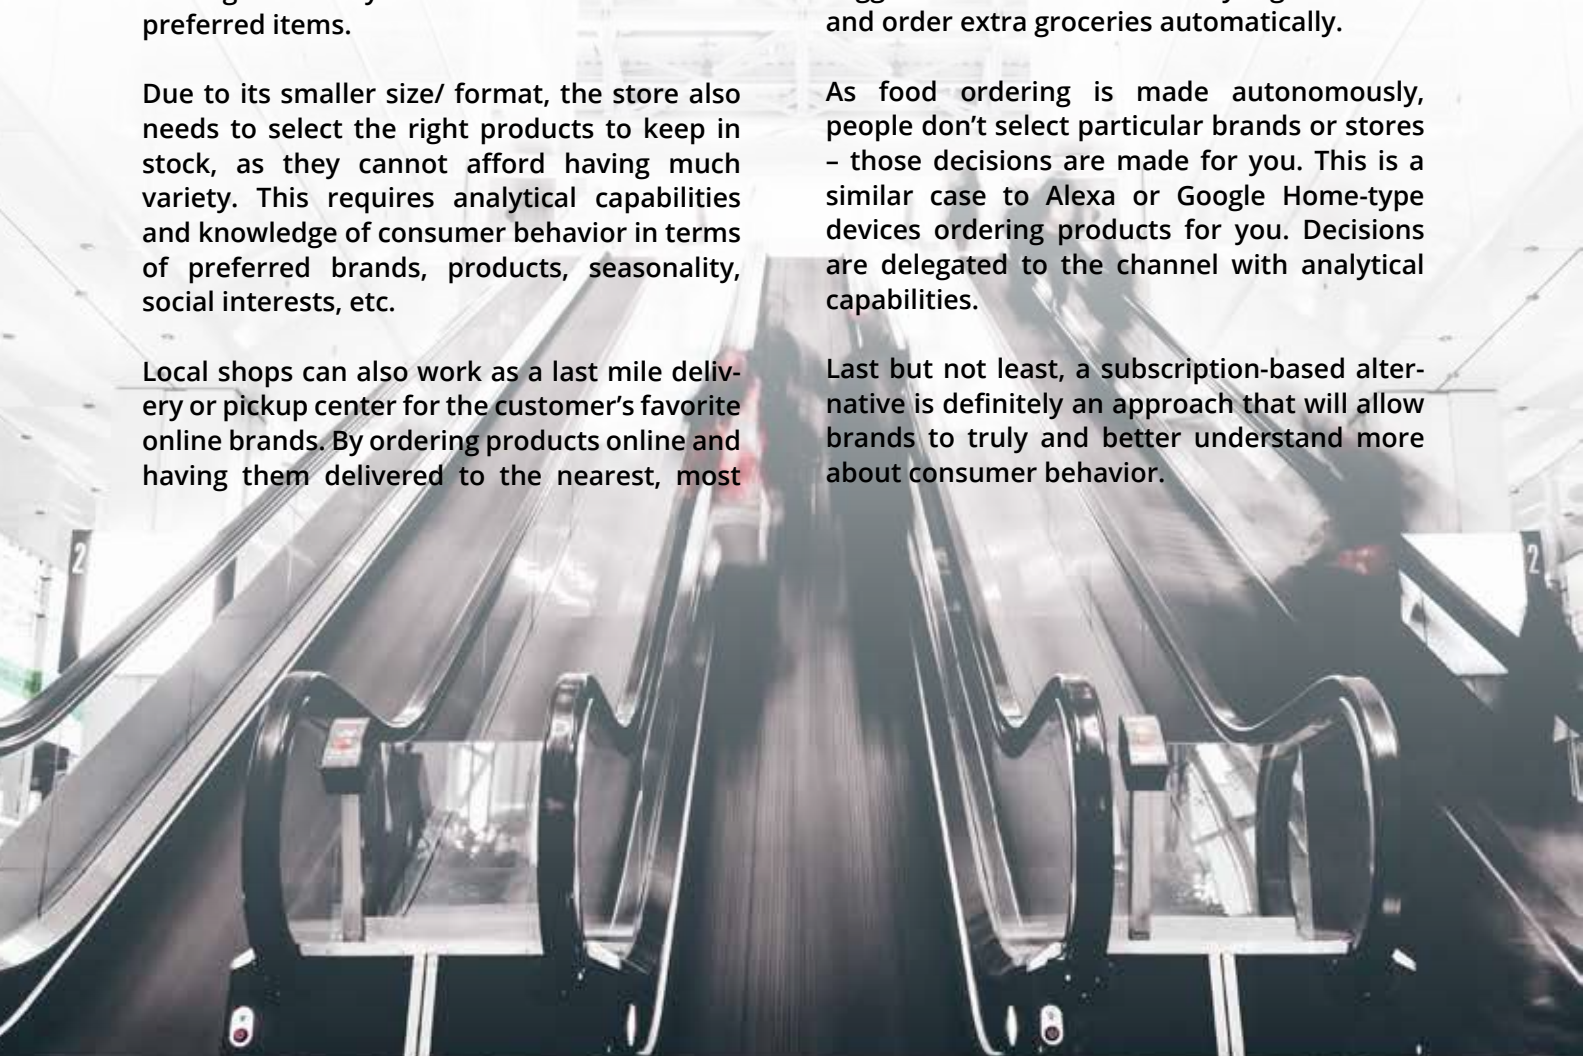 preferred items.
Due to its smaller size/ format, the store also
needs to select the right products to keep in
stock, as they cannot afford having much
variety. This requires analytical capabilities
and knowledge of consumer behavior in terms
of preferred brands, products, seasonality,
social interests, etc.
Local shops can also work as a last mile deliv-
ery or pickup center for the customer’s favorite
online brands. By ordering products online and
having them delivered to the nearest, most
and order extra groceries automatically.
As food ordering is made autonomously,
people don’t select particular brands or stores
– those decisions are made for you. This is a
similar case to Alexa or Google Home-type
devices ordering products for you. Decisions
are delegated to the channel with analytical
capabilities.
Last but not least, a subscription-based alter-
native is definitely an approach that will allow
brands to truly and better understand more
about consumer behavior.
2
2